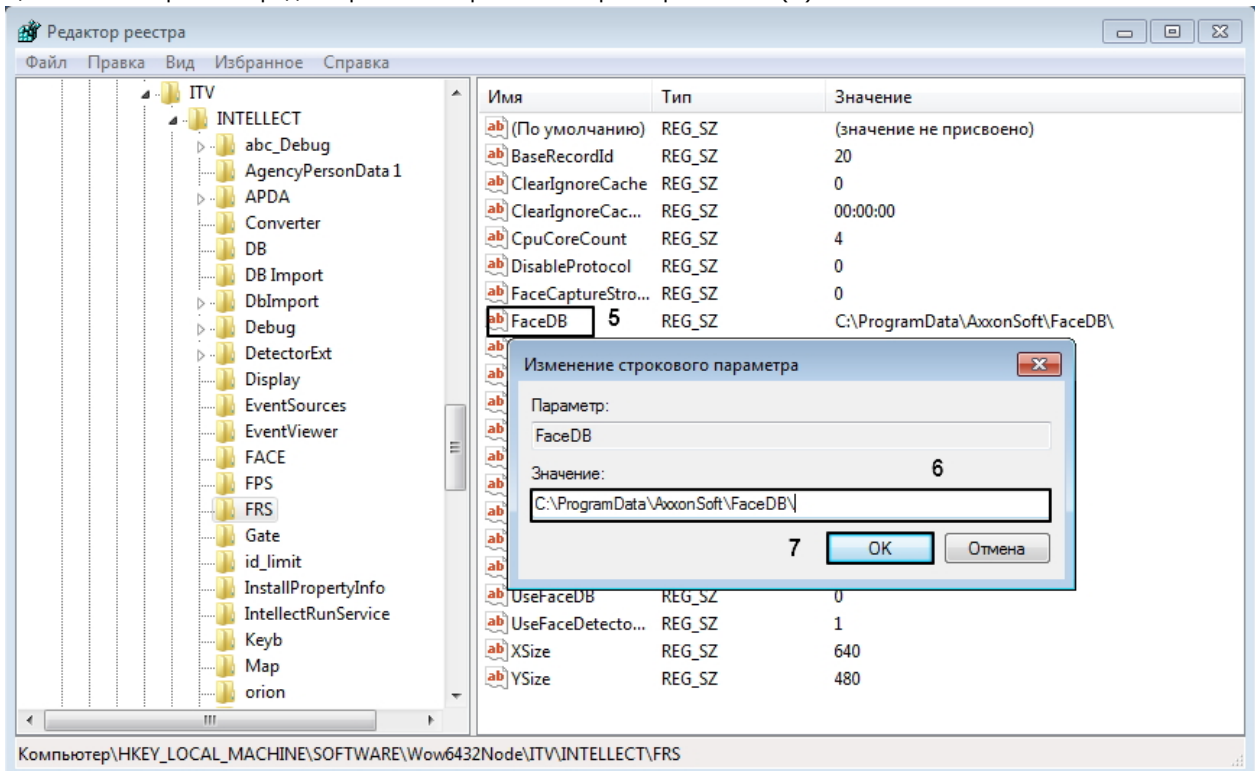 Редактор реестра
Файл Правка Вид Избранное Справка
ITV
INTELLECT
abc_Debug
AgencyPersonData 1
APDA
Converter
DB
DB Import
DbImport
Debug
DetectorExt
Display
EventSources
EventViewer
FACE
FPS
FRS
Gate
id_limit
InstallPropertyInfo
IntellectRunService
Keyb
Map
orion
Имя Тип Значение
(По умолчанию) REG_SZ (значение не присвоено)
BaseRecordId REG_SZ 20
ClearIgnoreCache REG_SZ 0
ClearIgnoreCac... REG_SZ 00:00:00
CpuCoreCount REG_SZ 4
DisableProtocol REG_SZ 0
FaceCaptureStro... REG_SZ 0
FaceDB 5 REG_SZ C:\ProgramData\AxxonSoft\FaceDB\
Изменение строкового параметра
Параметр:
FaceDB
Значение: 6
C:\ProgramData\AxxonSoft\FaceDB\
7 OK Отмена
UseFaceDB REG_SZ 0
UseFaceDetecto... REG_SZ 1
XSize REG_SZ 640
YSize REG_SZ 480
Компьютер\HKEY_LOCAL_MACHINE\SOFTWARE\Wow6432Node\ITV\INTELLECT\FRS